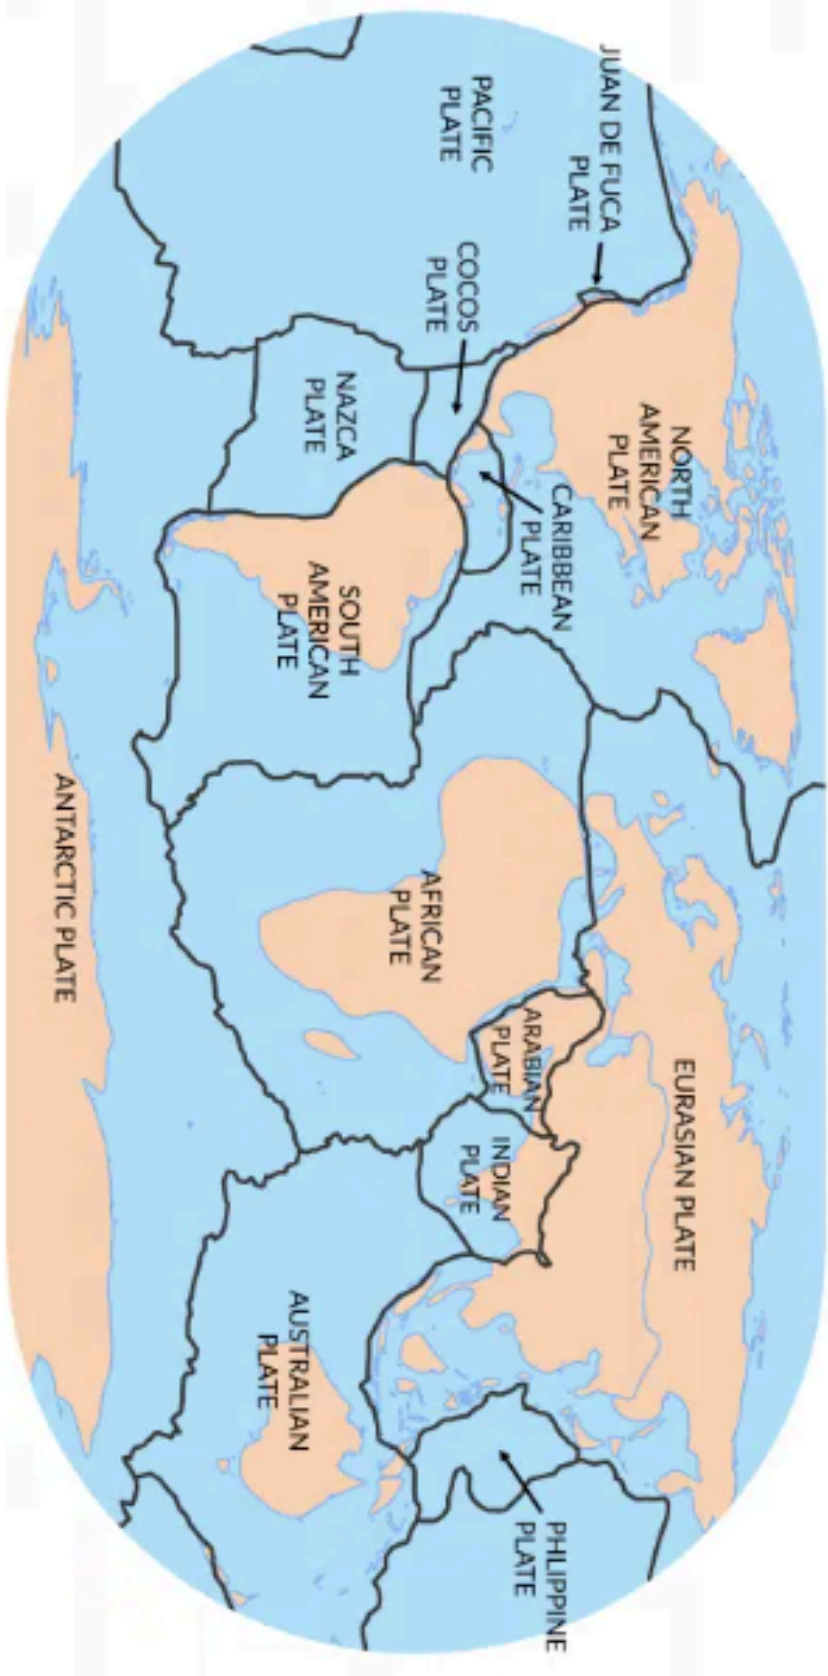 JUAN DE FUCA
PLATE
PACIFIC
PLATE
COCOS
PLATE
NAZCA
PLATE
NORTH
AMERICAN
PLATE
CARIBBEAN
PLATE
SOUTH
AMERICAN
PLATE
AFRICAN
PLATE
ARABIAN
PLATE
EURASIAN PLATE
INDIAN
PLATE
AUSTRALIAN
PLATE
PHLIPPINE
PLATE
ANTARCTIC PLATE